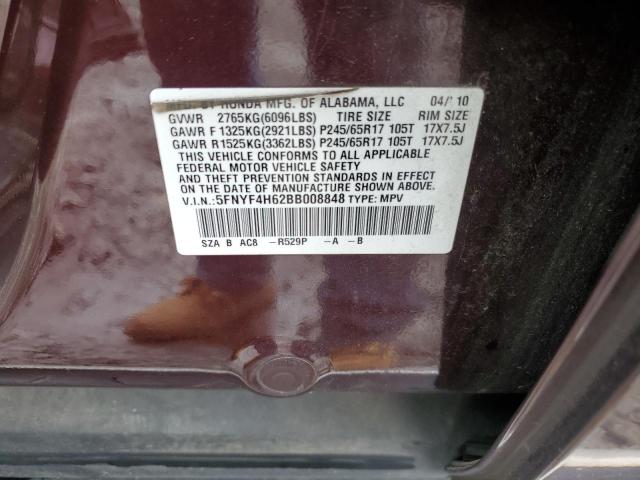 MFD. BY HONDA MFG. OF ALABAMA, LLC 04/'10
GVWR 2765KG(6096LBS) TIRE SIZE RIM SIZE
GAWR F 1325KG(2921LBS) P245/65R17 105T 17X7.5J
GAWR R1525KG(3362LBS) P245/65R17 105T 17X7.5J
THIS VEHICLE CONFORMS TO ALL APPLICABLE
FEDERAL MOTOR VEHICLE SAFETY
AND THEFT PREVENTION STANDARDS IN EFFECT
ON THE DATE OF MANUFACTURE SHOWN ABOVE.
V.I.N.:5FNYF4H62BB008848 TYPE: MPV
SZA B AC8 -R529P -A -B